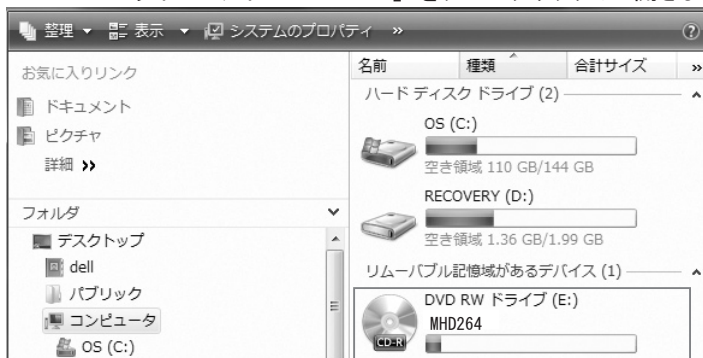 整理 表示 システムのプロパティ »
お気に入りリンク
ドキュメント
ピクチャ
詳細 »
フォルダ
デスクトップ
dell
パブリック
コンピュータ
OS (C:)
名前 種類 合計サイズ »
ハード ディスク ドライブ (2)
OS (C:)
空き領域 110 GB/144 GB
RECOVERY (D:)
空き領域 1.36 GB/1.99 GB
リムーバブル記憶域があるデバイス (1)
DVD RW ドライブ (E:)
MHD264
CD-R